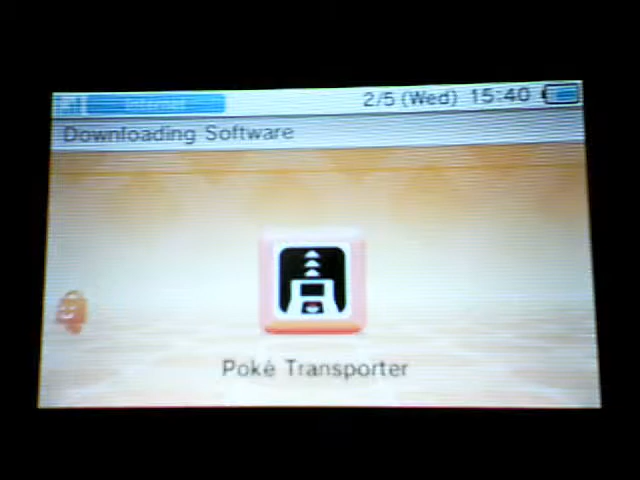 Internet 2/5 (Wed) 15:40
Downloading Software
Poké Transporter